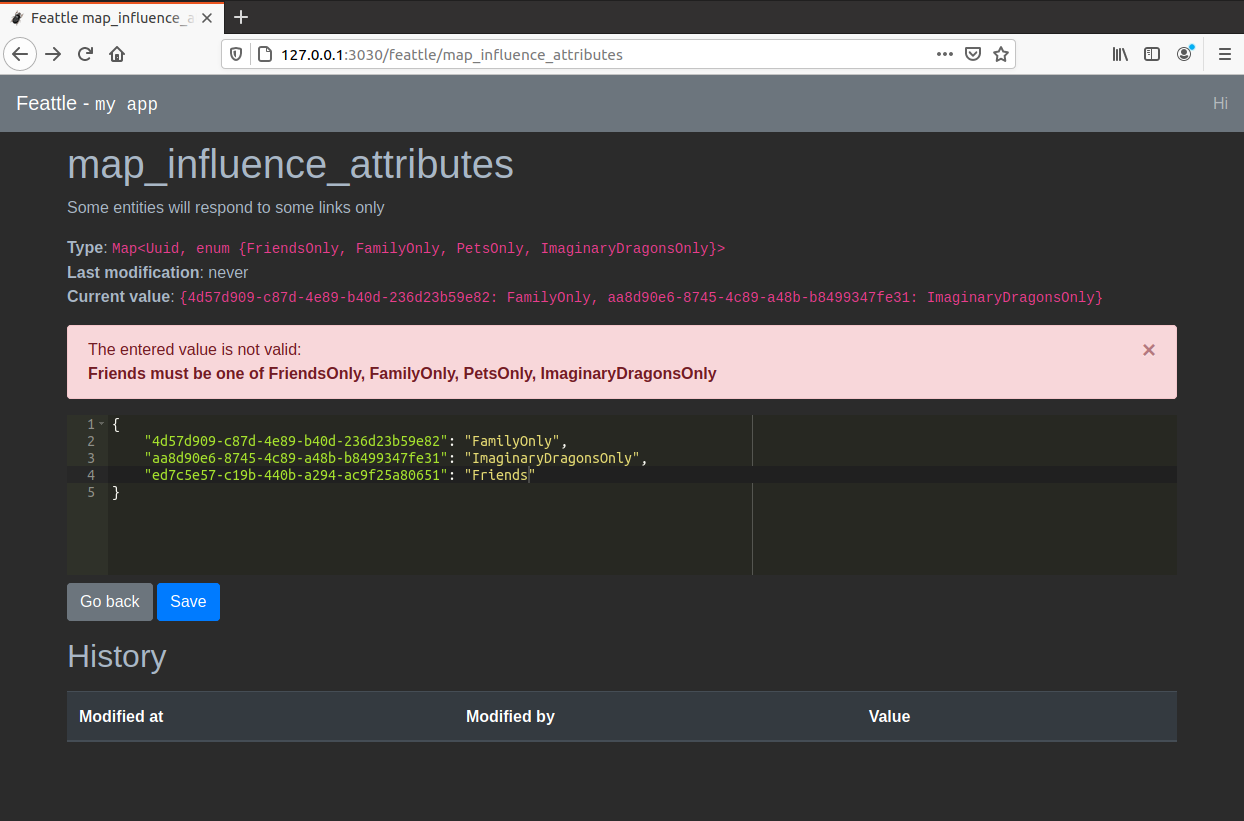 Feattle map_influence_a
127.0.0.1:3030/feattle/map_influence_attributes
Feattle - my app
Hi
map_influence_attributes
Some entities will respond to some links only
Type: Map<Uuid, enum {FriendsOnly, FamilyOnly, PetsOnly, ImaginaryDragonsOnly}>
Last modification: never
Current value: {4d57d909-c87d-4e89-b40d-236d23b59e82: FamilyOnly, aa8d90e6-8745-4c89-a48b-b8499347fe31: ImaginaryDragonsOnly}
The entered value is not valid:
Friends must be one of FriendsOnly, FamilyOnly, PetsOnly, ImaginaryDragonsOnly
1 {
2 "4d57d909-c87d-4e89-b40d-236d23b59e82": "FamilyOnly",
3 "aa8d90e6-8745-4c89-a48b-b8499347fe31": "ImaginaryDragonsOnly",
4 "ed7c5e57-c19b-440b-a294-ac9f25a80651": "Friends"
5 }
Go back Save
History
Modified at Modified by Value